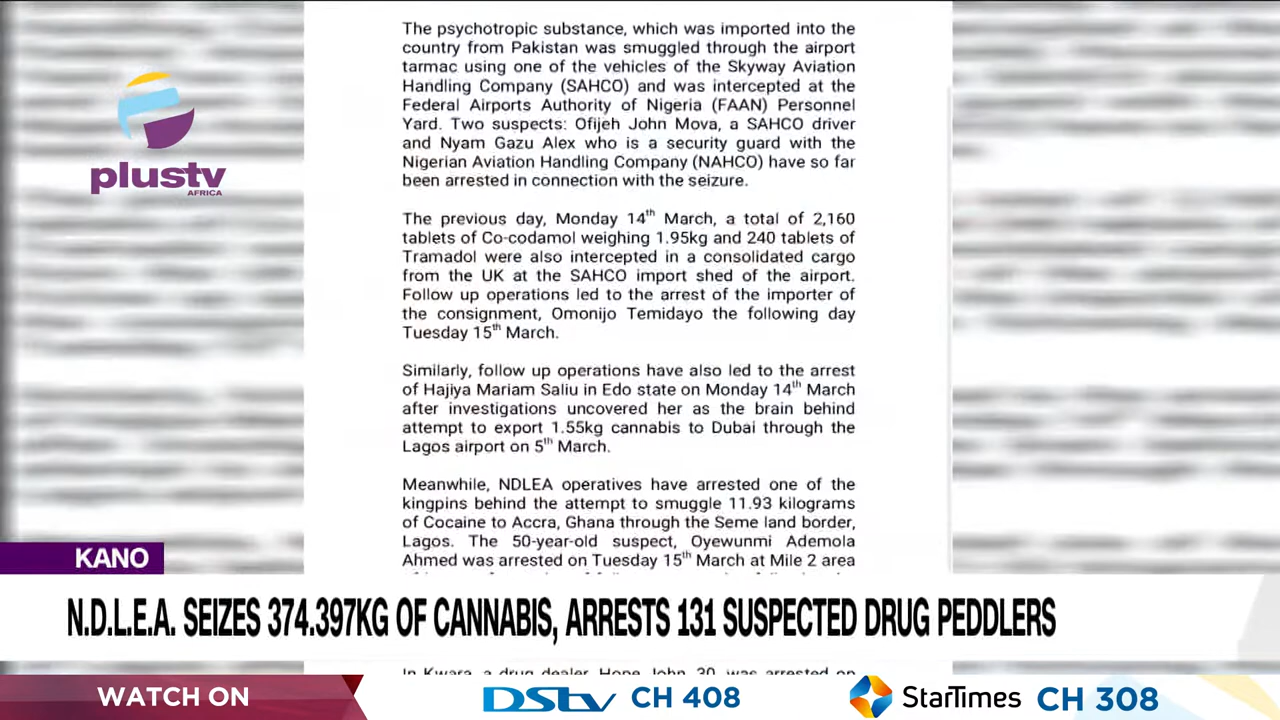 The psychotropic substance, which was imported into the
country from Pakistan was smuggled through the airport
tarmac using one of the vehicles of the Skyway Aviation
Handling Company (SAHCO) and was intercepted at the
Federal Airports Authority of Nigeria (FAAN) Personnel
Yard. Two suspects: Ofijeh John Mova, a SAHCO driver
and Nyam Gazu Alex who is a security guard with the
Nigerian Aviation Handling Company (NAHCO) have so far
been arrested in connection with the seizure.
The previous day, Monday 14th March, a total of 2,160
tablets of Co-codamol weighing 1.95kg and 240 tablets of
Tramadol were also intercepted in a consolidated cargo
from the UK at the SAHCO import shed of the airport.
Follow up operations led to the arrest of the importer of
the consignment, Omonijo Temidayo the following day
Tuesday 15th March.
Similarly, follow up operations have also led to the arrest
of Hajiya Mariam Saliu in Edo state on Monday 14th March
after investigations uncovered her as the brain behind
attempt to export 1.55kg cannabis to Dubai through the
Lagos airport on 5th March.
Meanwhile, NDLEA operatives have arrested one of the
kingpins behind the attempt to smuggle 11.93 kilograms
of Cocaine to Accra, Ghana through the Seme land border,
Lagos. The 50-year-old suspect, Oyewunmi Ademola
Ahmed was arrested on Tuesday 15th March at Mile 2 area
plustv
AFRICA
KANO
N.D.L.E.A. SEIZES 374.397KG OF CANNABIS, ARRESTS 131 SUSPECTED DRUG PEDDLERS
In Kwara, a drug dealer, Hope John, 30, was arrested on
WATCH ON
DStv CH 408
StarTimes CH 308